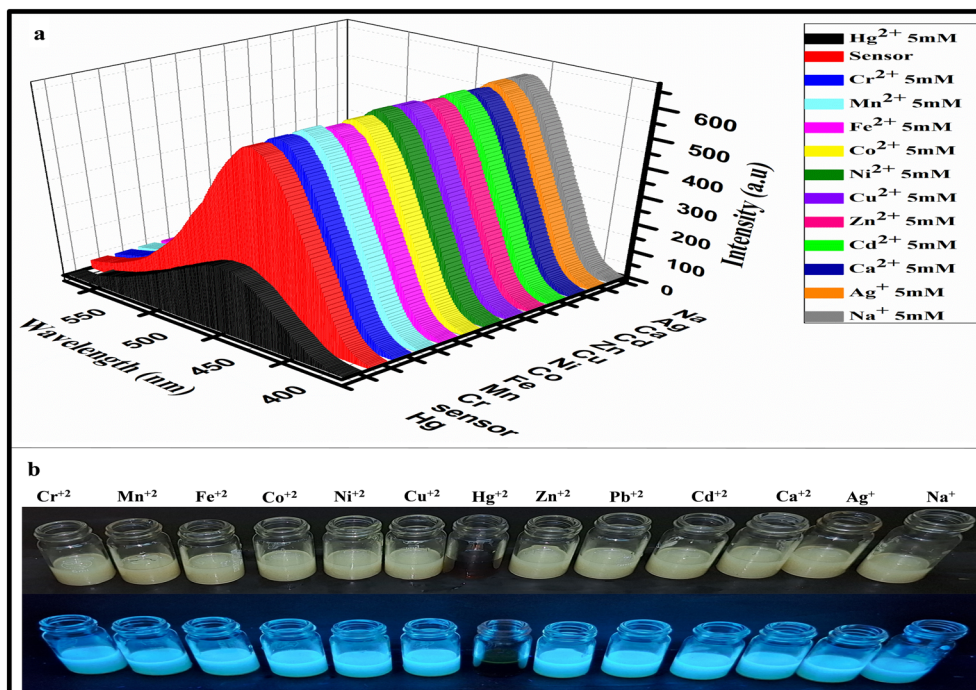 a
Hg2+ 5mM
Sensor
Cr2+ 5mM
Mn2+ 5mM
Fe2+ 5mM
Co2+ 5mM
Ni2+ 5mM
Cu2+ 5mM
Zn2+ 5mM
Cd2+ 5mM
Ca2+ 5mM
Ag+ 5mM
Na+ 5mM
600
500
400
300
200
100
0
Intensity (a.u)
550
500
450
400
Wavelength (nm)
Hg
sensor
Cr
Mn
Fe
Co
Ni
Cu
Zn
Cd
Ca
Ag
Na
b
Cr+2 Mn+2 Fe+2 Co+2 Ni+2 Cu+2 Hg+2 Zn+2 Pb+2 Cd+2 Ca+2 Ag+ Na+